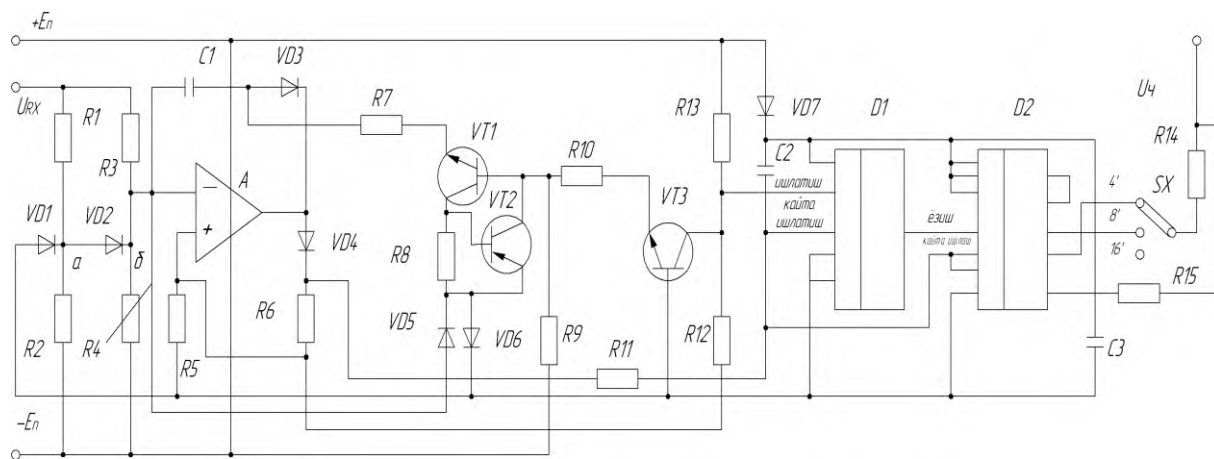 +Eп
C1
VD3
URX
R1
R3
R7
VT1
R13
VD7
D1
D2
Uч
R14
A
−
+
VT2
R10
VT3
C2
ишлатиш
кайта
ишлатиш
ёзиш
кайта ишлаш
4'
SX
8'
16'
VD1
VD2
а
б
VD4
R8
R15
R2
R4
R5
R6
VD5
VD6
R9
R11
R12
C3
−Eп